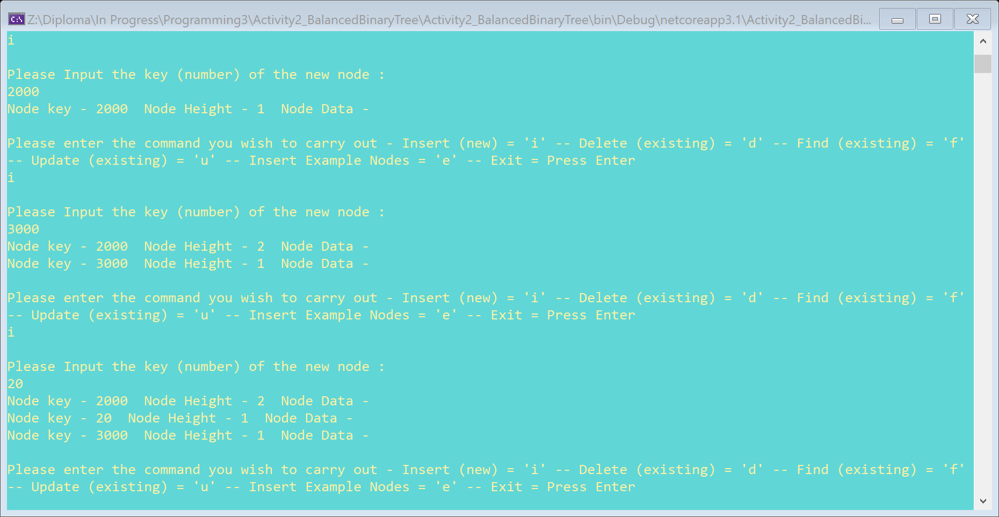 Z:\Diploma\In Progress\Programming3\Activity2_BalancedBinaryTree\Activity2_BalancedBinaryTree\bin\Debug\netcoreapp3.1\Activity2_BalancedBi...
i
Please Input the key (number) of the new node :
2000
Node key - 2000  Node Height - 1  Node Data -
Please enter the command you wish to carry out - Insert (new) = 'i' -- Delete (existing) = 'd' -- Find (existing) = 'f'
-- Update (existing) = 'u' -- Insert Example Nodes = 'e' -- Exit = Press Enter
i
Please Input the key (number) of the new node :
3000
Node key - 2000  Node Height - 2  Node Data -
Node key - 3000  Node Height - 1  Node Data -
Please enter the command you wish to carry out - Insert (new) = 'i' -- Delete (existing) = 'd' -- Find (existing) = 'f'
-- Update (existing) = 'u' -- Insert Example Nodes = 'e' -- Exit = Press Enter
i
Please Input the key (number) of the new node :
20
Node key - 2000  Node Height - 2  Node Data -
Node key - 20  Node Height - 1  Node Data -
Node key - 3000  Node Height - 1  Node Data -
Please enter the command you wish to carry out - Insert (new) = 'i' -- Delete (existing) = 'd' -- Find (existing) = 'f'
-- Update (existing) = 'u' -- Insert Example Nodes = 'e' -- Exit = Press Enter